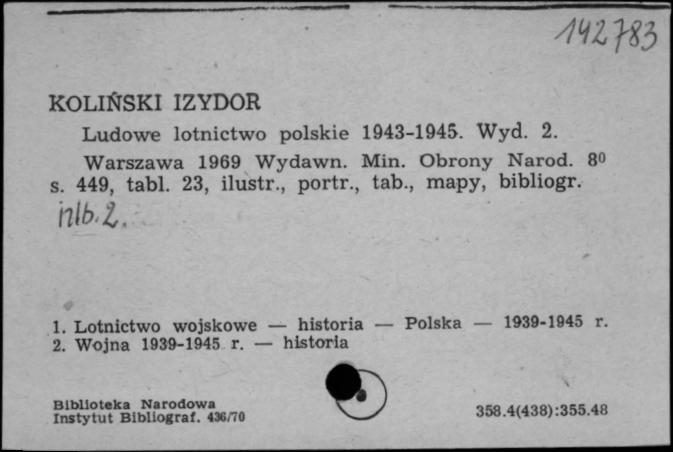 142783
KOLIŃSKI IZYDOR
Ludowe lotnictwo polskie 1943-1945. Wyd. 2.
Warszawa 1969 Wydawn. Min. Obrony Narod. 8⁰
s. 449, tabl. 23, ilustr., portr., tab., mapy, bibliogr.
nlb. 2.
1. Lotnictwo wojskowe — historia — Polska — 1939-1945 r.
2. Wojna 1939-1945 r. — historia
Biblioteka Narodowa
Instytut Bibliograf. 436/70
358.4(438):355.48